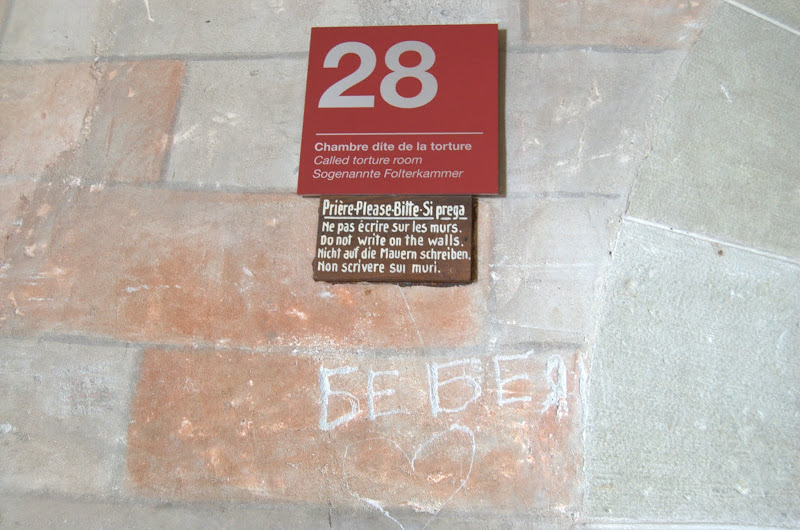 28
Chambre dite de la torture
Called torture room
Sogenannte Folterkammer
Prière-Please-Bitte-Si prega
Ne pas écrire sur les murs.
Do not write on the walls.
Nicht auf die Mauern schreiben.
Non scrivere sui muri.
БЕБЕ